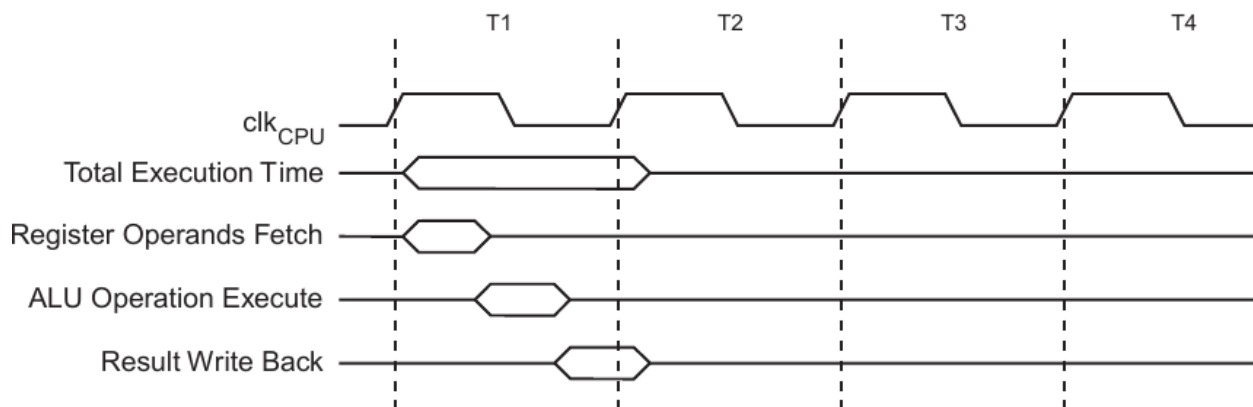 T1 T2 T3 T4
clkCPU
Total Execution Time
Register Operands Fetch
ALU Operation Execute
Result Write Back